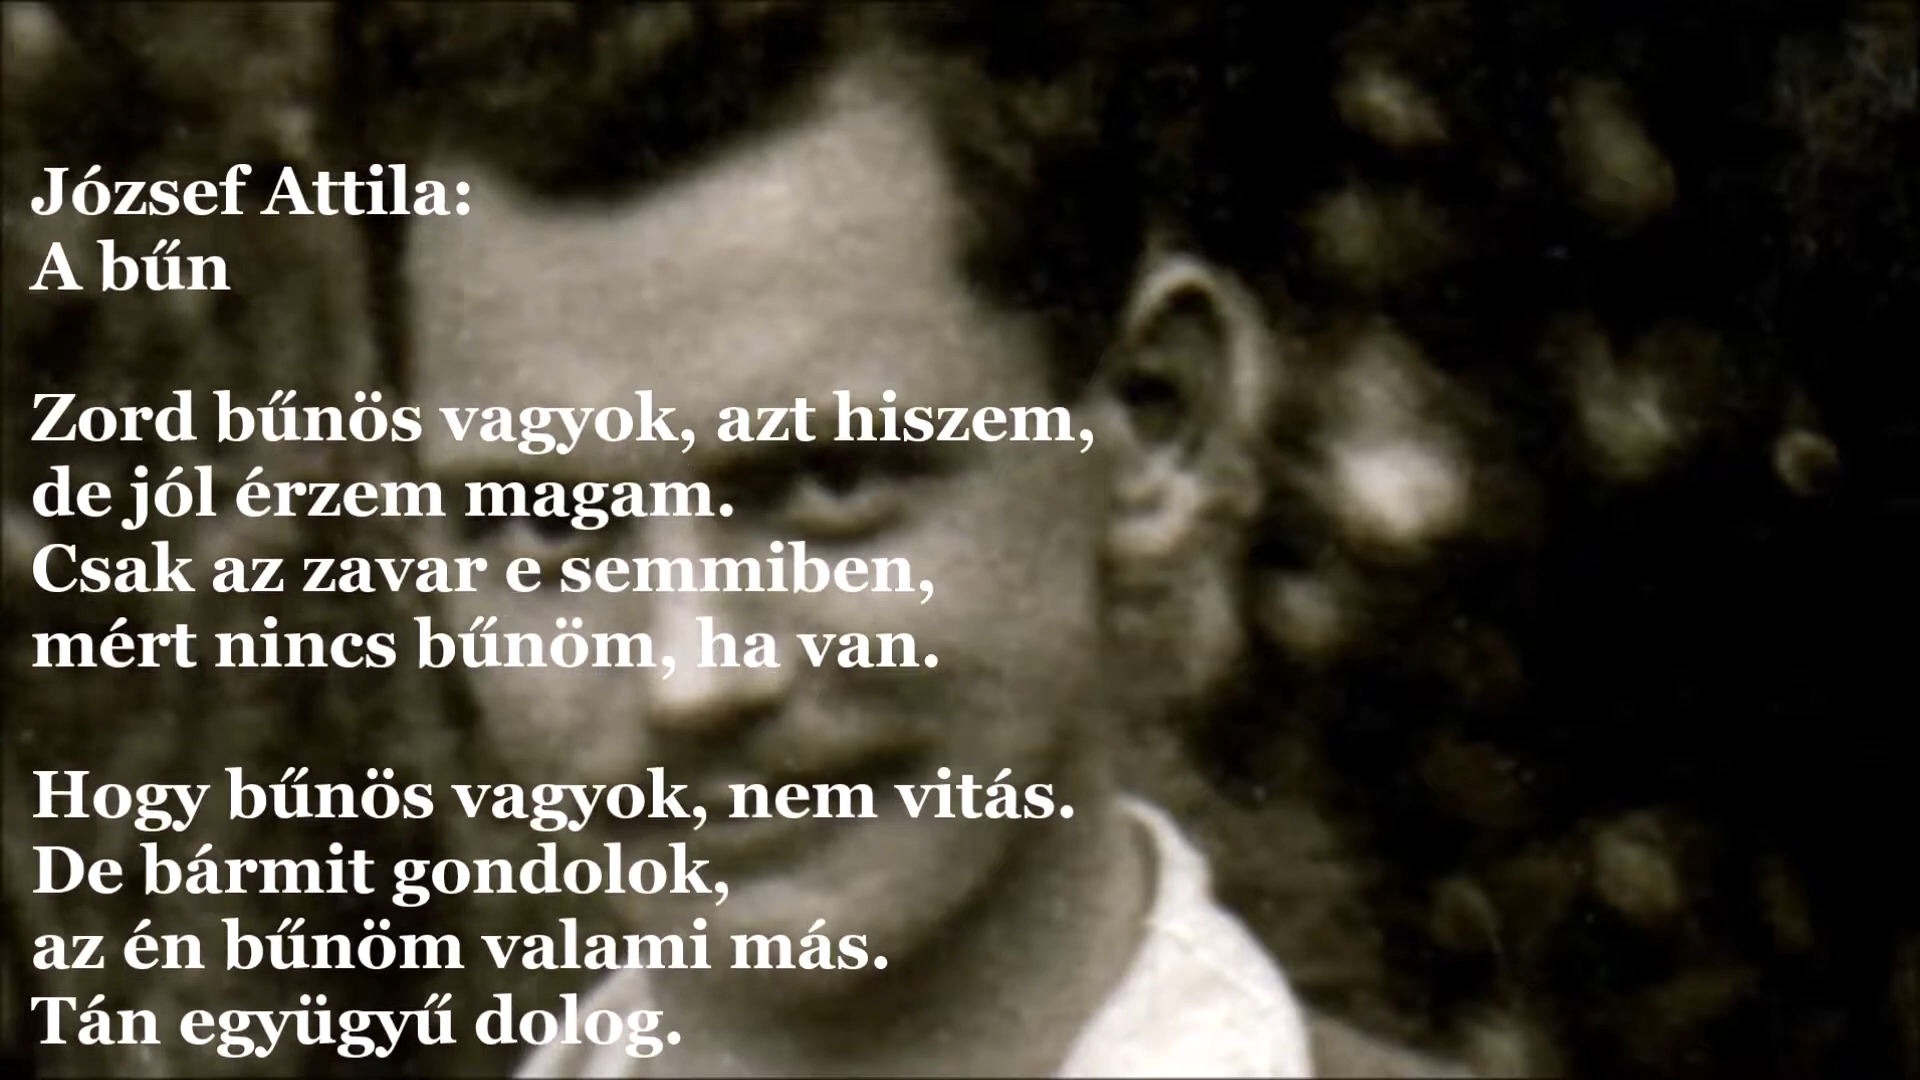 József Attila:
A bűn
Zord bűnös vagyok, azt hiszem,
de jól érzem magam.
Csak az zavar e semmiben,
mért nincs bűnöm, ha van.
Hogy bűnös vagyok, nem vitás.
De bármit gondolok,
az én bűnöm valami más.
Tán együgyű dolog.